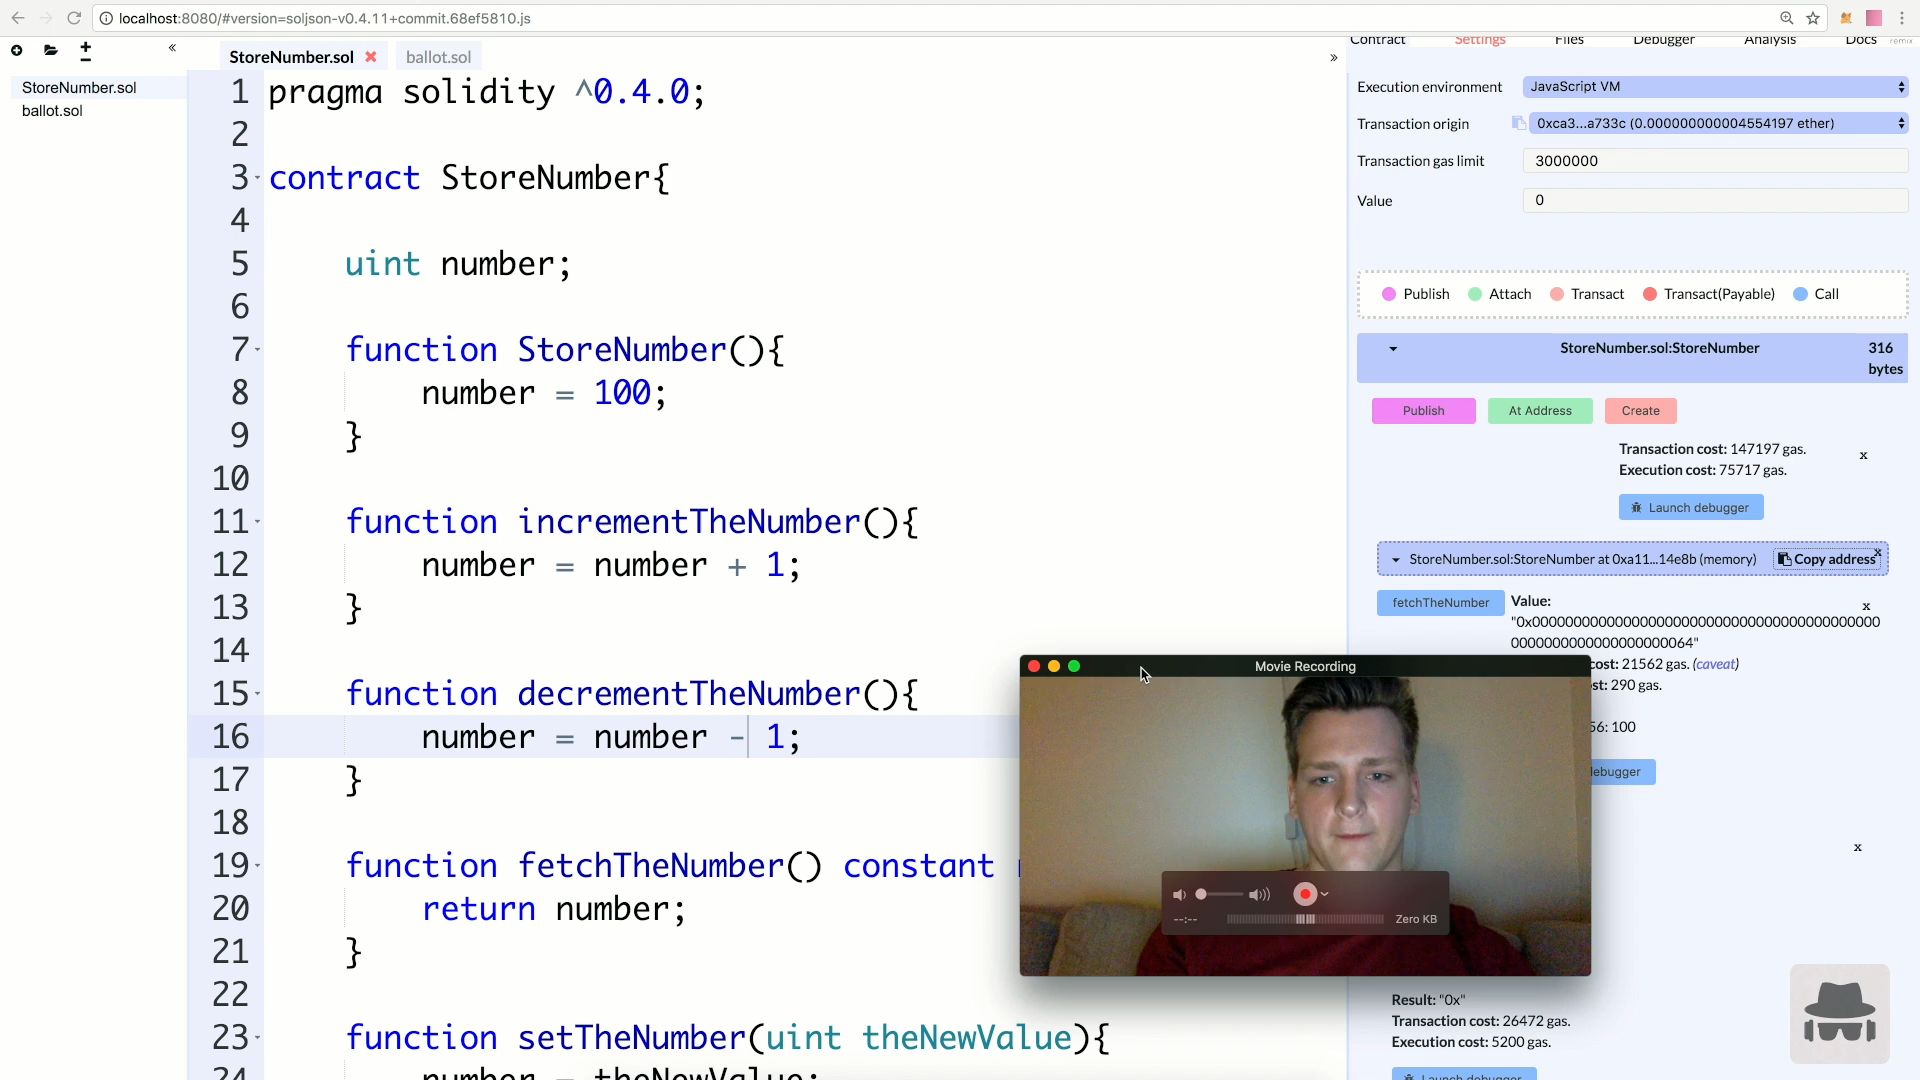 localhost:8080/#version=soljson-v0.4.11+commit.68ef5810.js
«
StoreNumber.sol ✖ ballot.sol
»
Contract Settings Files Debugger Analysis Docs remix
StoreNumber.sol
ballot.sol
1 pragma solidity ^0.4.0;
2
3 contract StoreNumber{
4
5 uint number;
6
7 function StoreNumber(){
8 number = 100;
9 }
10
11 function incrementTheNumber(){
12 number = number + 1;
13 }
14
15 function decrementTheNumber(){
16 number = number - 1;
17 }
18
19 function fetchTheNumber() constant
20 return number;
21 }
22
23 function setTheNumber(uint theNewValue){
24 number = theNewValue;
Execution environment JavaScript VM
Transaction origin 0xca3...a733c (0.000000000004554197 ether)
Transaction gas limit 3000000
Value 0
Publish Attach Transact Transact(Payable) Call
StoreNumber.sol:StoreNumber 316
bytes
Publish At Address Create
Transaction cost: 147197 gas. x
Execution cost: 75717 gas.
Launch debugger
StoreNumber.sol:StoreNumber at 0xa11...14e8b (memory) Copy address x
fetchTheNumber Value: x
"0x000000000000000000000000000000000000000000
0000000000000000000064"
cost: 21562 gas. (caveat)
st: 290 gas.
56: 100
ebugger
x
Movie Recording
--:-- Zero KB
Result: "0x"
Transaction cost: 26472 gas.
Execution cost: 5200 gas.
Launch debugger